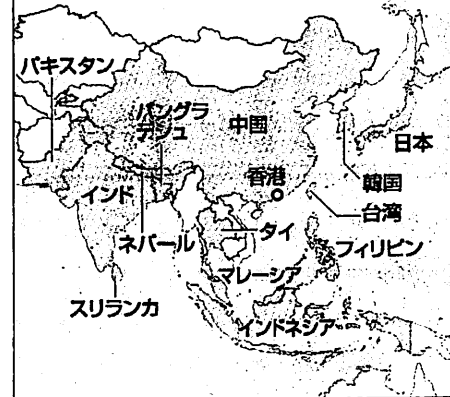 パキスタン
バングラ
デシュ
中国
日本
香港
韓国
インド
台湾
タイ
ネパール
フィリピン
マレーシア
スリランカ
インドネシア